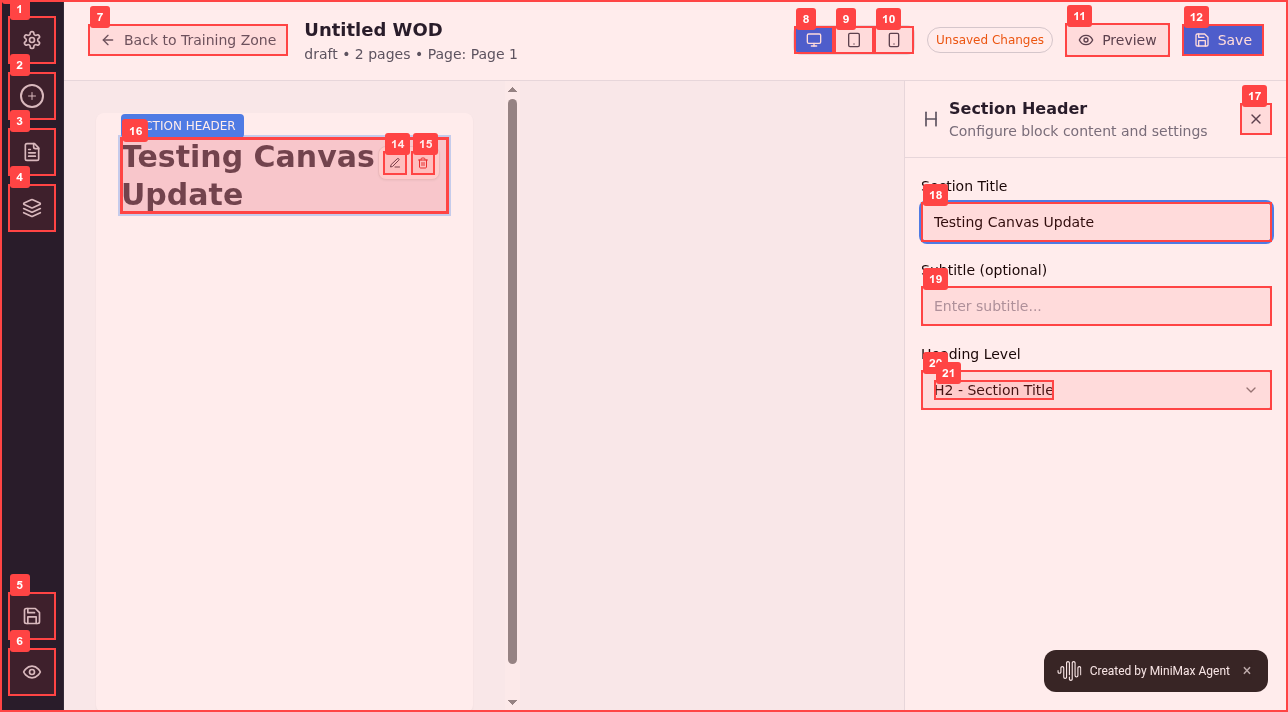 1
2
3
4
5
6
7
Back to Training Zone
Untitled WOD
draft • 2 pages • Page: Page 1
8
9
10
Unsaved Changes
11
Preview
12
Save
16
CTION HEADER
14
15
Testing Canvas
Update
17
Section Header
Configure block content and settings
Section Title
18
Testing Canvas Update
Subtitle (optional)
19
Enter subtitle...
Heading Level
21
H2 - Section Title
Created by MiniMax Agent